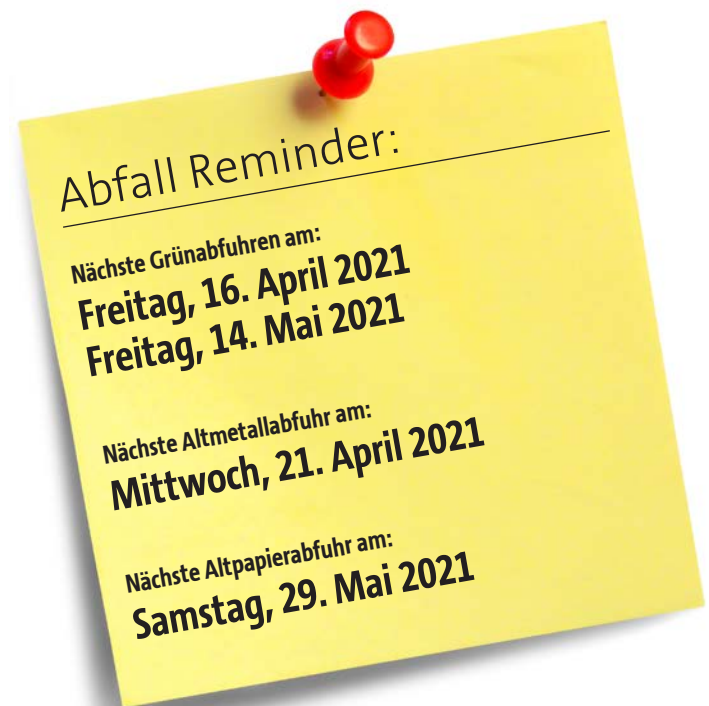 Abfall Reminder:
Nächste Grünabfuhren am:
Freitag, 16. April 2021
Freitag, 14. Mai 2021
Nächste Altmetallabfuhr am:
Mittwoch, 21. April 2021
Nächste Altpapierabfuhr am:
Samstag, 29. Mai 2021